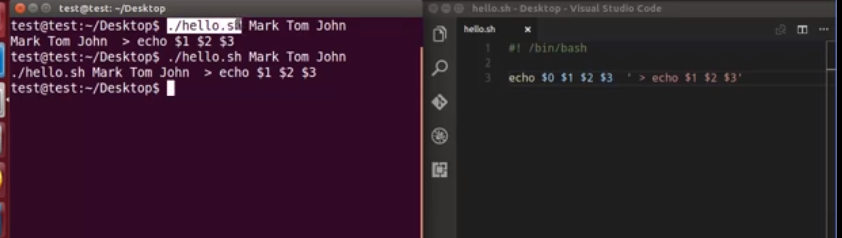 test@test: ~/Desktop
test@test:~/Desktop$ ./hello.sh Mark Tom John
Mark Tom John  > echo $1 $2 $3
test@test:~/Desktop$ ./hello.sh Mark Tom John
./hello.sh Mark Tom John  > echo $1 $2 $3
test@test:~/Desktop$
hello.sh - Desktop - Visual Studio Code
hello.sh
1 #! /bin/bash
2
3 echo $0 $1 $2 $3  ' > echo $1 $2 $3'